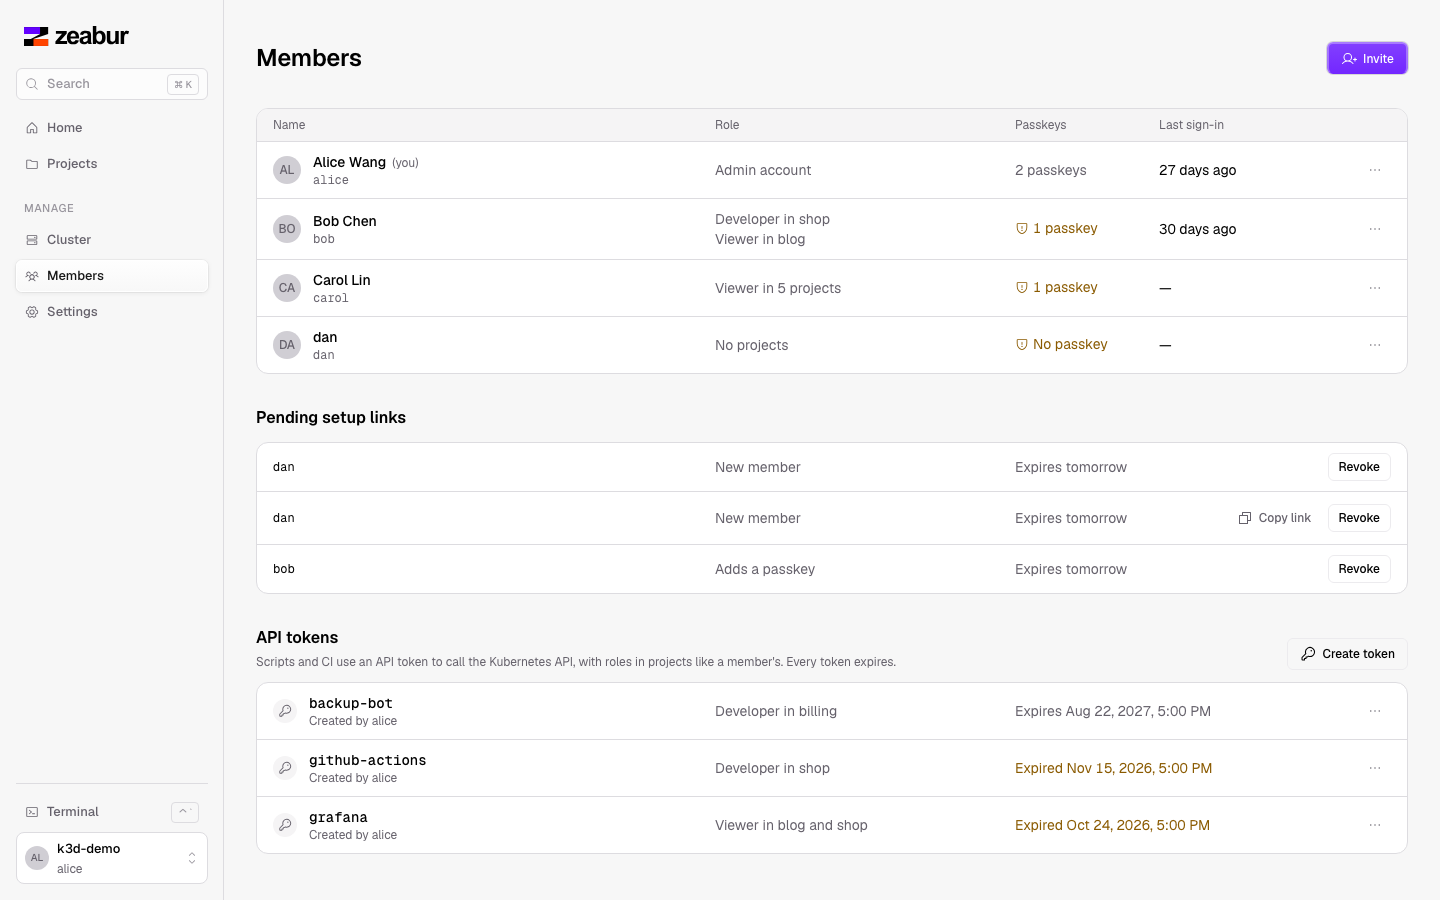 zeabur
Search ⌘ K
Home
Projects
MANAGE
Cluster
Members
Settings
Terminal ^ `
AL k3d-demo
alice
Members
Invite
Name Role Passkeys Last sign-in
AL Alice Wang (you) Admin account 2 passkeys 27 days ago ...
alice
BO Bob Chen Developer in shop 1 passkey 30 days ago ...
bob Viewer in blog
CA Carol Lin Viewer in 5 projects 1 passkey — ...
carol
DA dan No projects No passkey — ...
dan
Pending setup links
dan New member Expires tomorrow Revoke
dan New member Expires tomorrow Copy link Revoke
bob Adds a passkey Expires tomorrow Revoke
API tokens
Scripts and CI use an API token to call the Kubernetes API, with roles in projects like a member's. Every token expires.
Create token
backup-bot Developer in billing Expires Aug 22, 2027, 5:00 PM ...
Created by alice
github-actions Developer in shop Expired Nov 15, 2026, 5:00 PM ...
Created by alice
grafana Viewer in blog and shop Expired Oct 24, 2026, 5:00 PM ...
Created by alice